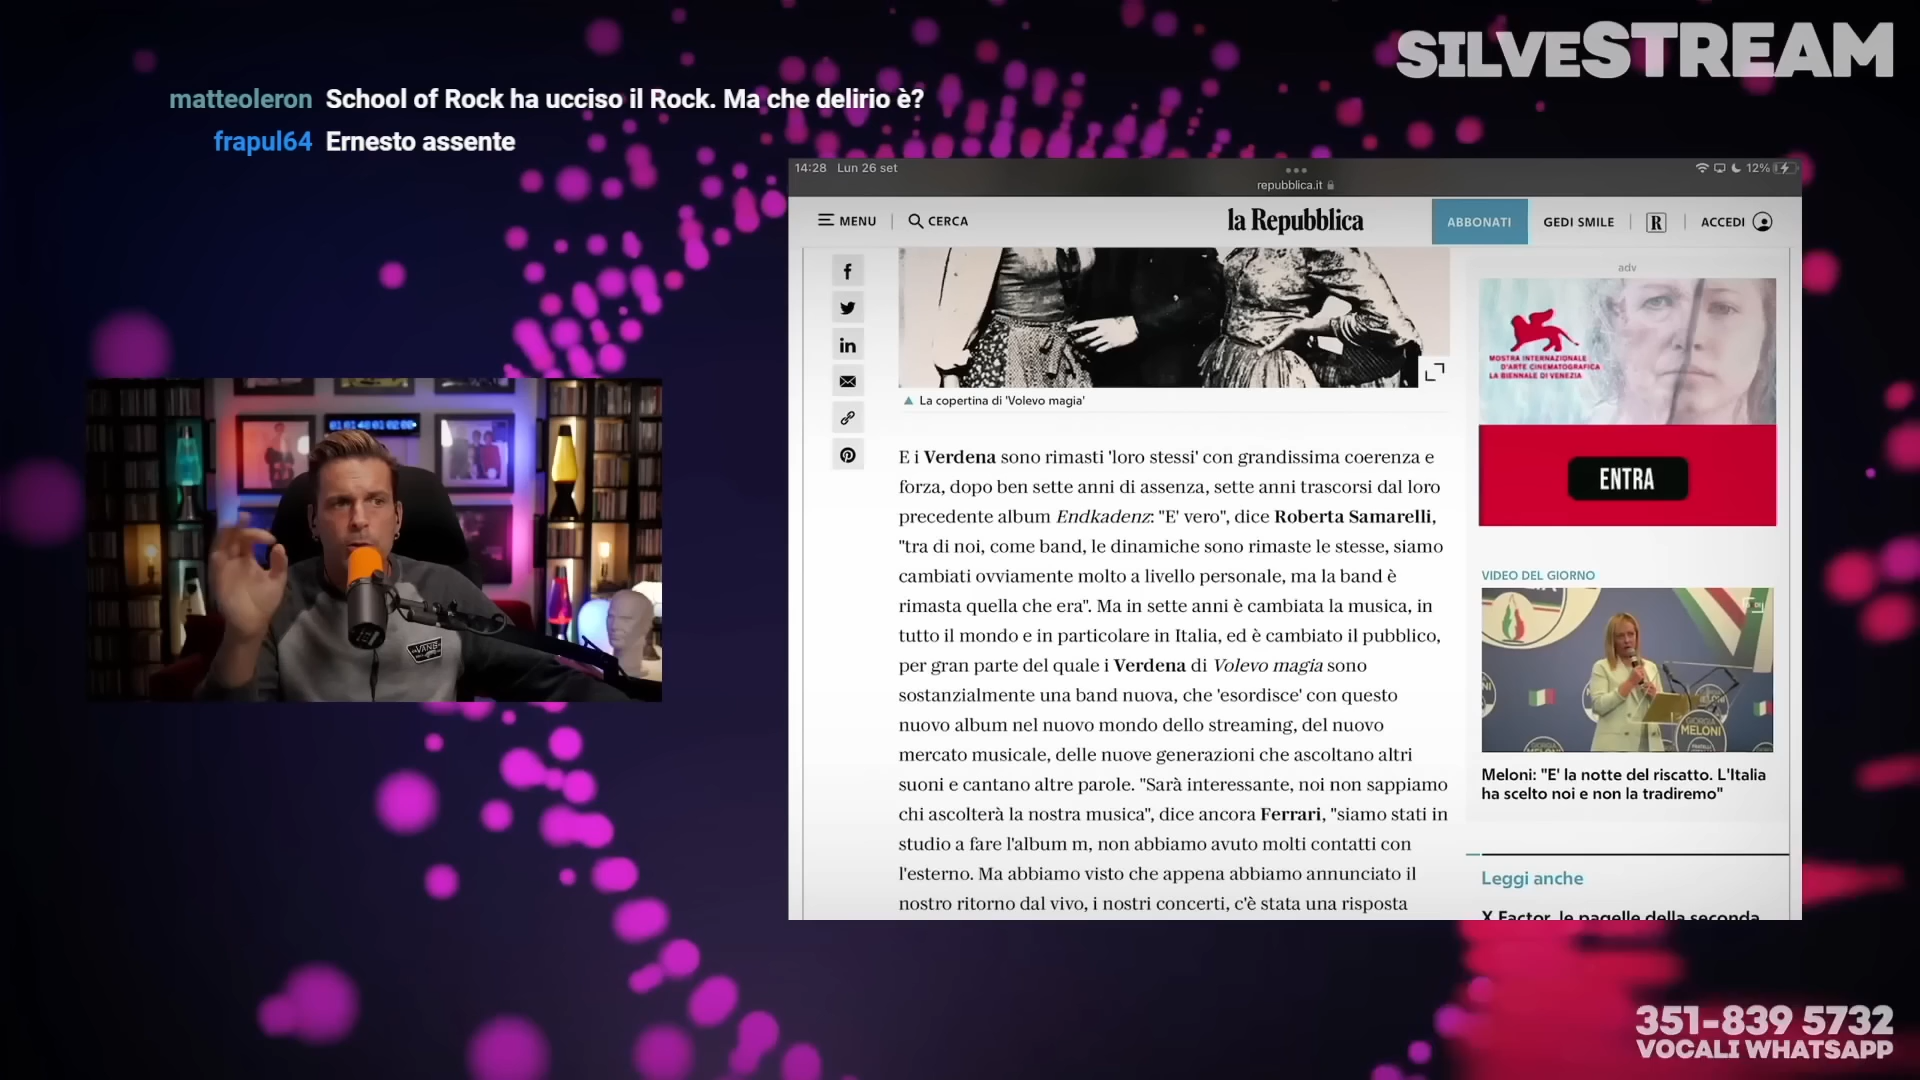 SILVESTREAM
matteoleron School of Rock ha ucciso il Rock. Ma che delirio è?
frapul64 Ernesto assente
14:28 Lun 26 set
12%
repubblica.it
MENU
CERCA
la Repubblica
ABBONATI
GEDI SMILE
R
ACCEDI
La copertina di 'Volevo magia'
E i Verdena sono rimasti 'loro stessi' con grandissima coerenza e
forza, dopo ben sette anni di assenza, sette anni trascorsi dal loro
precedente album Endkadenz: "E' vero", dice Roberta Samarelli,
"tra di noi, come band, le dinamiche sono rimaste le stesse, siamo
cambiati ovviamente molto a livello personale, ma la band è
rimasta quella che era". Ma in sette anni è cambiata la musica, in
tutto il mondo e in particolare in Italia, ed è cambiato il pubblico,
per gran parte del quale i Verdena di Volevo magia sono
sostanzialmente una band nuova, che 'esordisce' con questo
nuovo album nel nuovo mondo dello streaming, del nuovo
mercato musicale, delle nuove generazioni che ascoltano altri
suoni e cantano altre parole. "Sarà interessante, noi non sappiamo
chi ascolterà la nostra musica", dice ancora Ferrari, "siamo stati in
studio a fare l'album m, non abbiamo avuto molti contatti con
l'esterno. Ma abbiamo visto che appena abbiamo annunciato il
nostro ritorno dal vivo, i nostri concerti, c'è stata una risposta
adv
MOSTRA INTERNAZIONALE
D'ARTE CINEMATOGRAFICA
LA BIENNALE DI VENEZIA
ENTRA
VIDEO DEL GIORNO
GIORGIA
MELONI
Meloni: "E' la notte del riscatto. L'Italia
ha scelto noi e non la tradiremo"
Leggi anche
X Factor, le pagelle della seconda
VANS
351-839 5732
VOCALI WHATSAPP